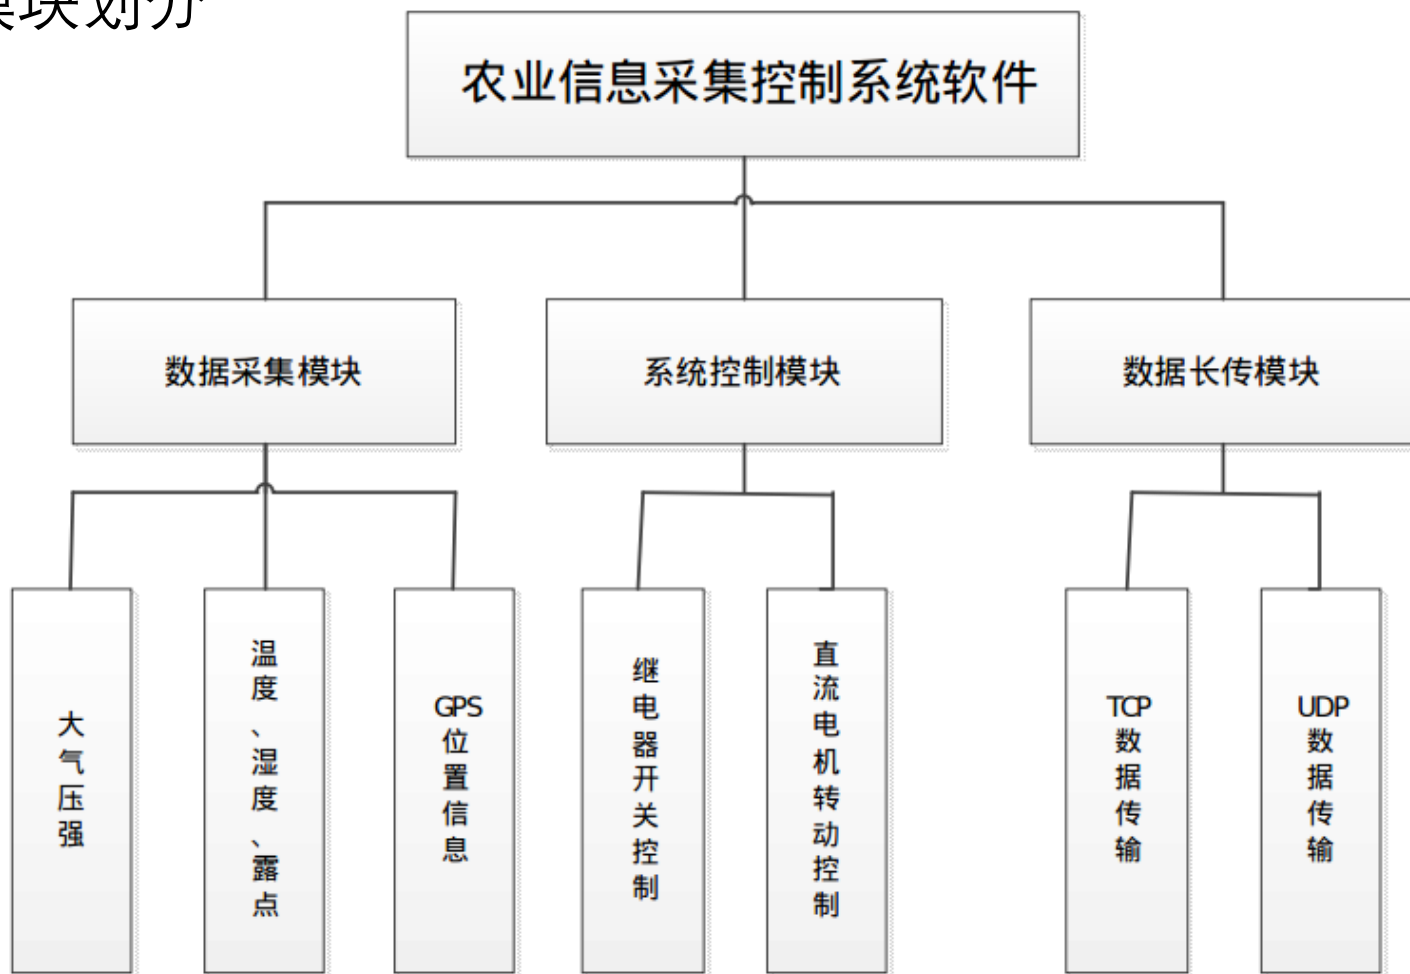 模块划分
农业信息采集控制系统软件
数据采集模块
系统控制模块
数据长传模块
大气压强
温度、湿度、露点
GPS位置信息
继电器开关控制
直流电机转动控制
TCP数据传输
UDP数据传输